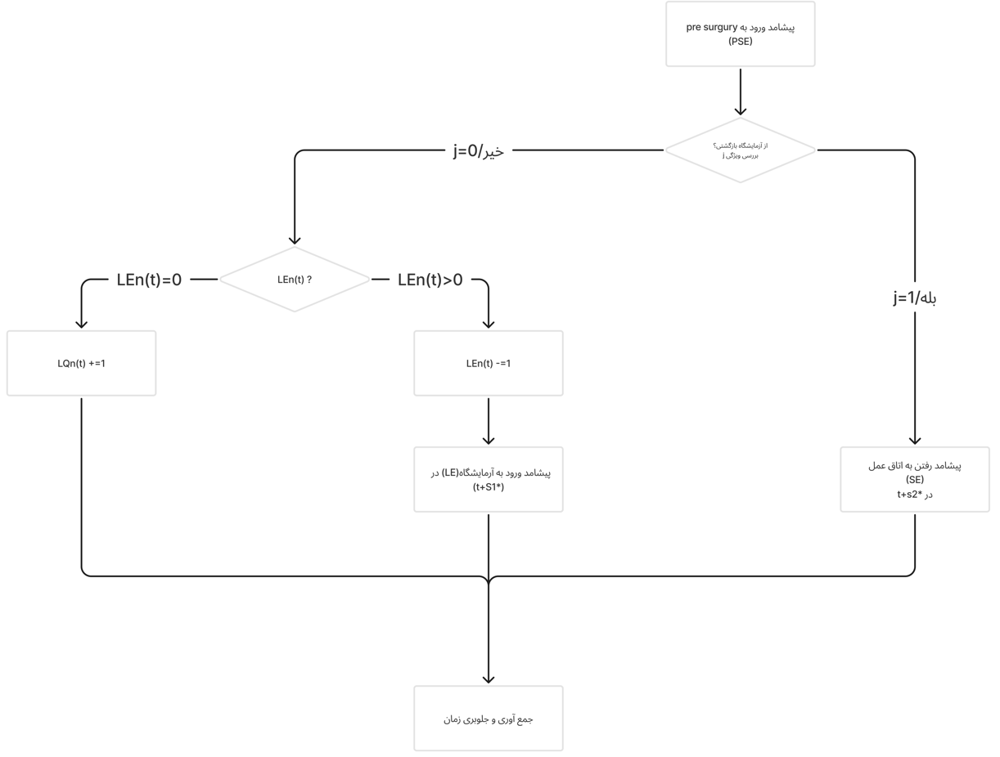 پیشامد ورود به pre surgury
(PSE)
از آزمایشگاه بازگشتی؟
بررسی ویژگی j
خیر/j=0
بله/j=1
LEn(t) ?
LEn(t)=0
LEn(t)>0
LQn(t) +=1
LEn(t) -=1
پیشامد ورود به آرمایشگاه(LE) در
(t+S1*)
پیشامد رفتن به اتاق عمل
(SE)
در t+s2*
جمع آوری و جلوبری زمان